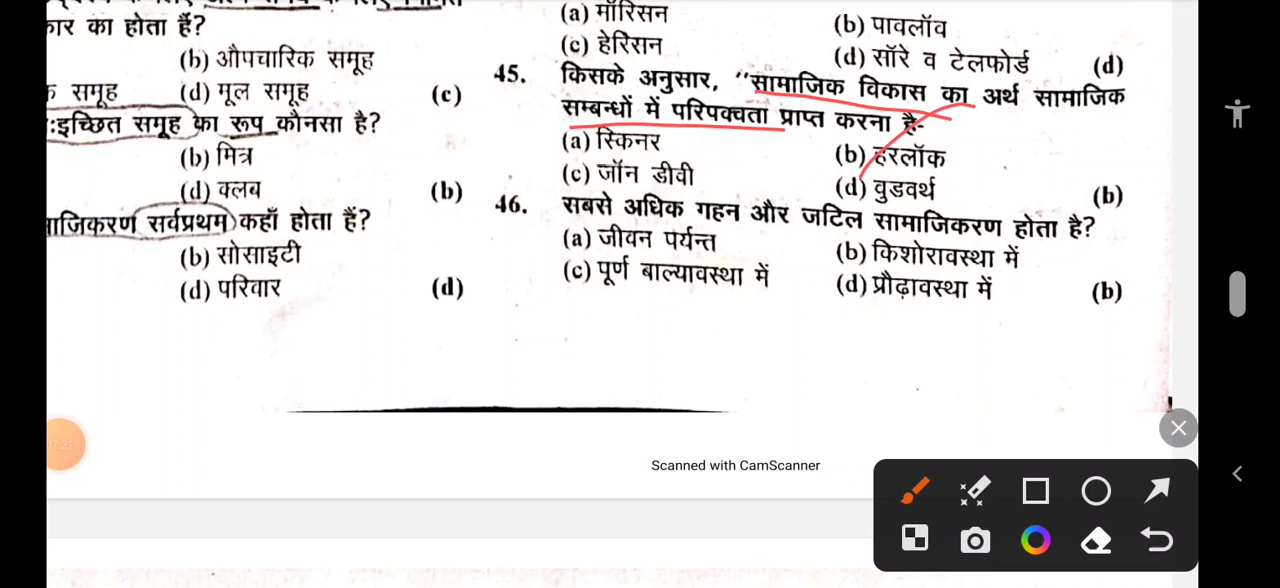 कार का होता हैं?
(b) औपचारिक समूह
क समूह (d) मूल समूह (c)
:इच्छित समूह का रूप कौनसा है?
(b) मित्र
(d) क्लब (b)
माजिकरण सर्वप्रथम कहाँ होता हैं?
(b) सोसाइटी
(d) परिवार (d)
(a) मॉरिसन (b) पावलॉव
(c) हेरिसन (d) सॉरे व टेलफोर्ड (d)
45. किसके अनुसार, "सामाजिक विकास का अर्थ सामाजिक
सम्बन्धों में परिपक्वता प्राप्त करना है-
(a) स्किनर (b) हरलॉक
(c) जॉन डीवी (d) वुडवर्थ (b)
46. सबसे अधिक गहन और जटिल सामाजिकरण होता है?
(a) जीवन पर्यन्त (b) किशोरावस्था में
(c) पूर्ण बाल्यावस्था में (d) प्रौढ़ावस्था में (b)
Scanned with CamScanner